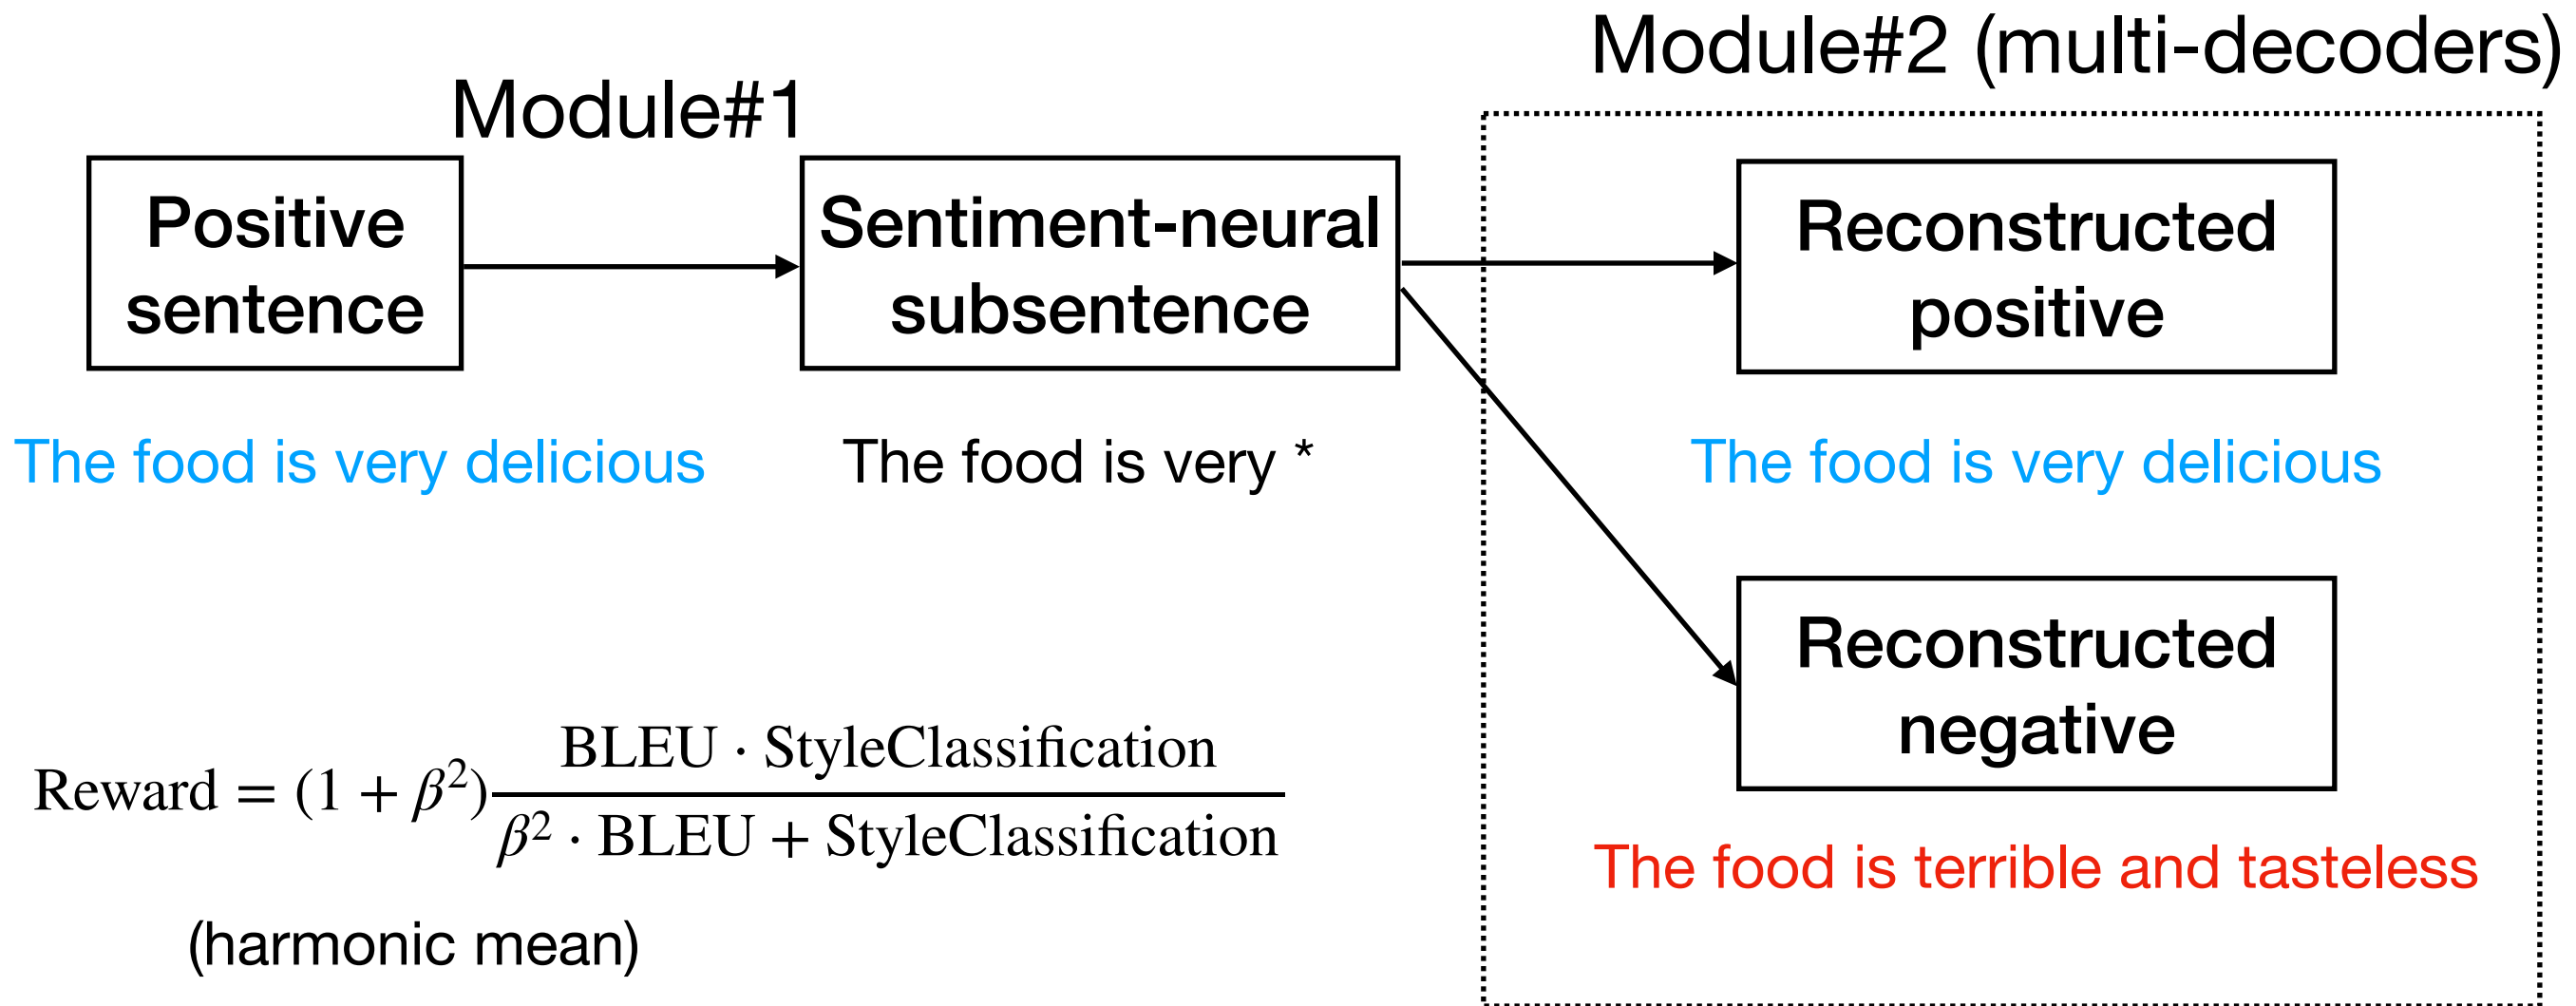 Module#2 (multi-decoders)
Module#1
Positive
sentence
Sentiment-neural
subsentence
Reconstructed
positive
The food is very delicious
The food is very *
The food is very delicious
Reconstructed
negative
The food is terrible and tasteless
Reward = (1 + β²) BLEU · StyleClassification / β² · BLEU + StyleClassification
(harmonic mean)